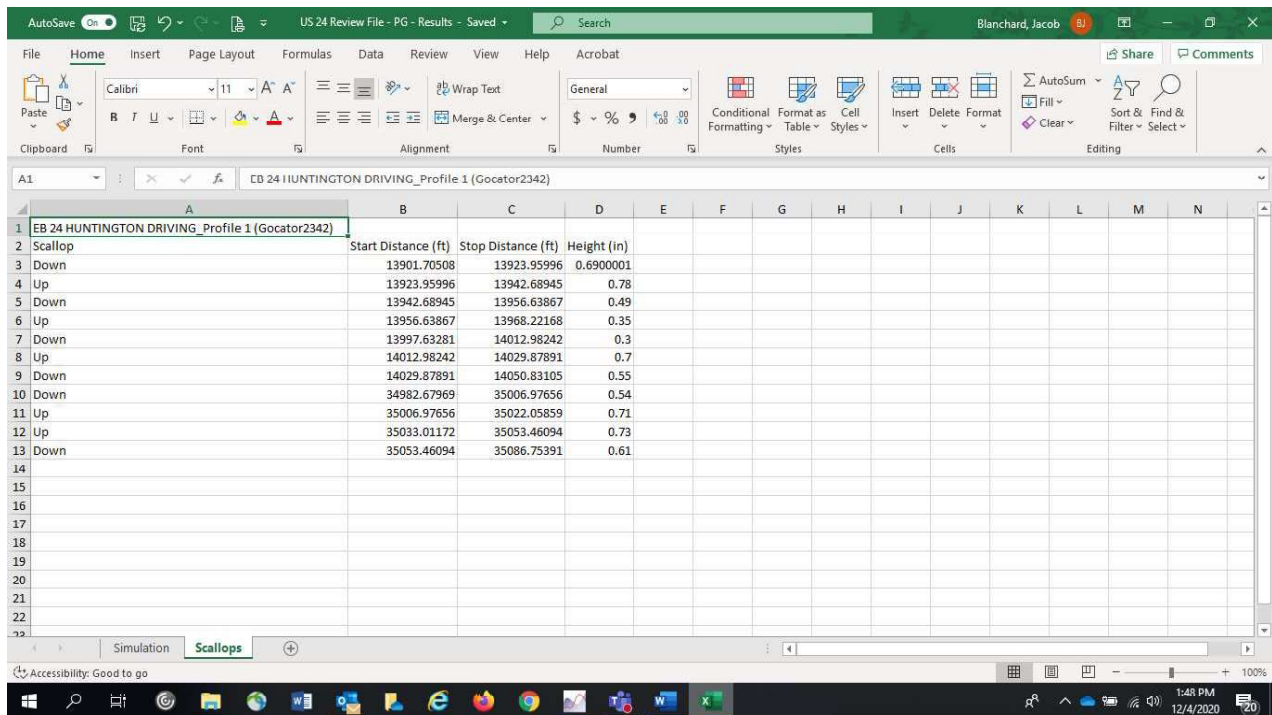 AutoSave On US 24 Review File - PG - Results - Saved Search Blanchard, Jacob BJ
File Home Insert Page Layout Formulas Data Review View Help Acrobat Share Comments
Paste Calibri 11 A A Wrap Text General Conditional Formatting Format as Table Cell Styles Insert Delete Format AutoSum Fill Clear Sort & Filter Find & Select
B I U A Merge & Center $ % 9
Clipboard Font Alignment Number Styles Cells Editing
A1 fx EB 24 HUNTINGTON DRIVING_Profile 1 (Gocator2342)
A B C D E F G H I J K L M N
1 EB 24 HUNTINGTON DRIVING_Profile 1 (Gocator2342)
2 Scallop Start Distance (ft) Stop Distance (ft) Height (in)
3 Down 13901.70508 13923.95996 0.6900001
4 Up 13923.95996 13942.68945 0.78
5 Down 13942.68945 13956.63867 0.49
6 Up 13956.63867 13968.22168 0.35
7 Down 13997.63281 14012.98242 0.3
8 Up 14012.98242 14029.87891 0.7
9 Down 14029.87891 14050.83105 0.55
10 Down 34982.67969 35006.97656 0.54
11 Up 35006.97656 35022.05859 0.71
12 Up 35033.01172 35053.46094 0.73
13 Down 35053.46094 35086.75391 0.61
14
15
16
17
18
19
20
21
22
23
Simulation Scallops
Accessibility: Good to go 100%
1:48 PM
12/4/2020 20